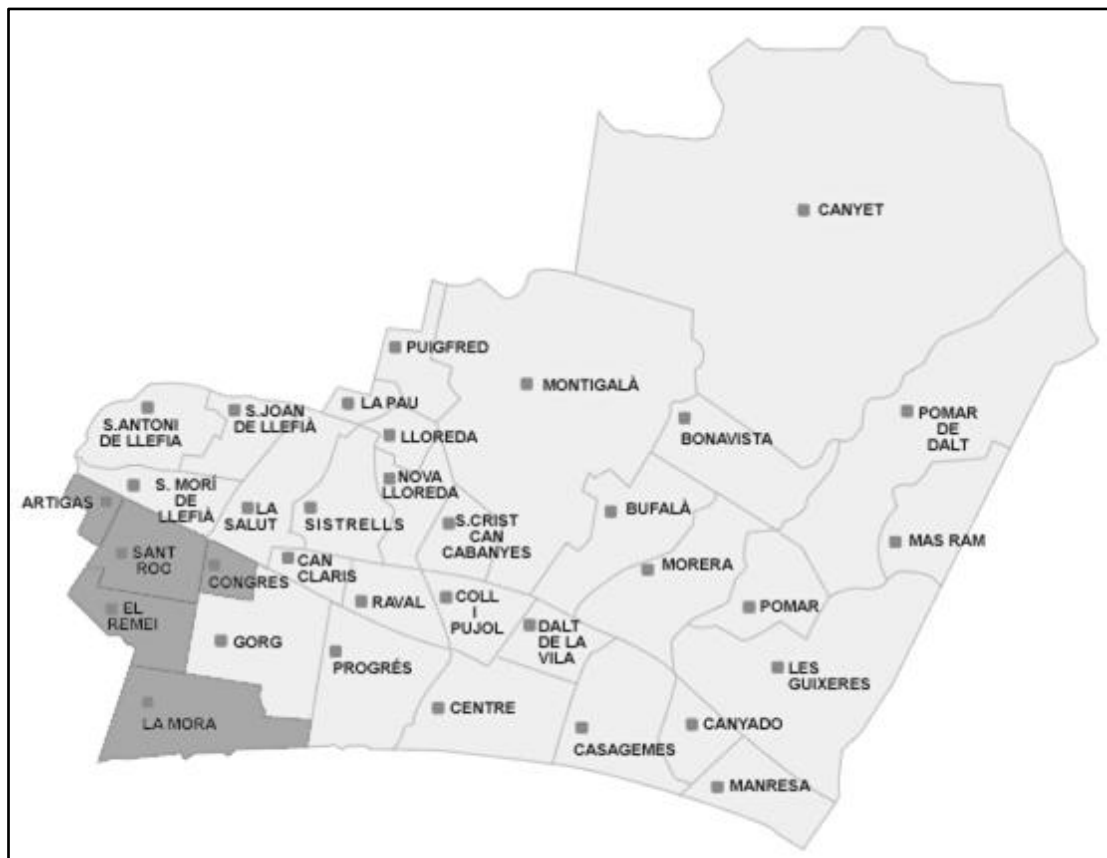 CANYET
PUIGFRED
MONTIGALÀ
LA PAU
S.ANTONI
DE LLEFIA
S.JOAN
DE LLEFIÀ
POMAR
DE
DALT
BONAVISTA
LLOREDA
NOVA
LLOREDA
S. MORÍ
DE
LLEFIÀ
ARTIGAS
LA
SALUT
SISTRELLS
S.CRIST
CAN
CABANYES
BUFALÀ
MAS RAM
SANT
ROC
CONGRES
CAN
CLARIS
MORERA
RAVAL
COLL
I
PUJOL
POMAR
EL
REMEI
GORG
DALT
DE LA
VILA
PROGRÉS
LES
GUIXERES
LA MORA
CENTRE
CASAGEMES
CANYADO
MANRESA